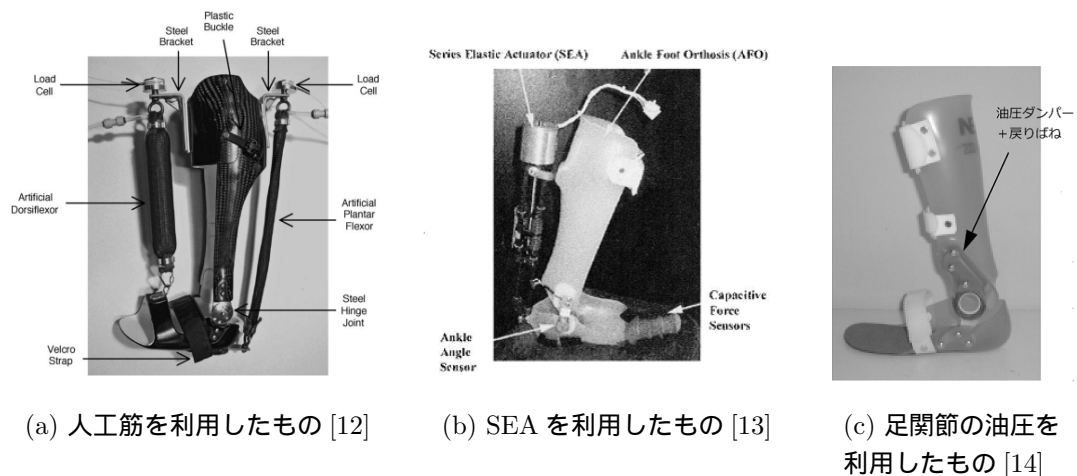 Plastic
Buckle
Steel
Bracket
Steel
Bracket
Load
Cell
Load
Cell
Artificial
Dorsiflexor
Artificial
Plantar
Flexor
Steel
Hinge
Joint
Velcro
Strap
Series Elastic Actuator (SEA)
Ankle Foot Orthosis (AFO)
Capacitive
Force
Sensors
Ankle
Angle
Sensor
油圧ダンパー
+戻りばね
(a) 人工筋を利用したもの [12]
(b) SEA を利用したもの [13]
(c) 足関節の油圧を
利用したもの [14]